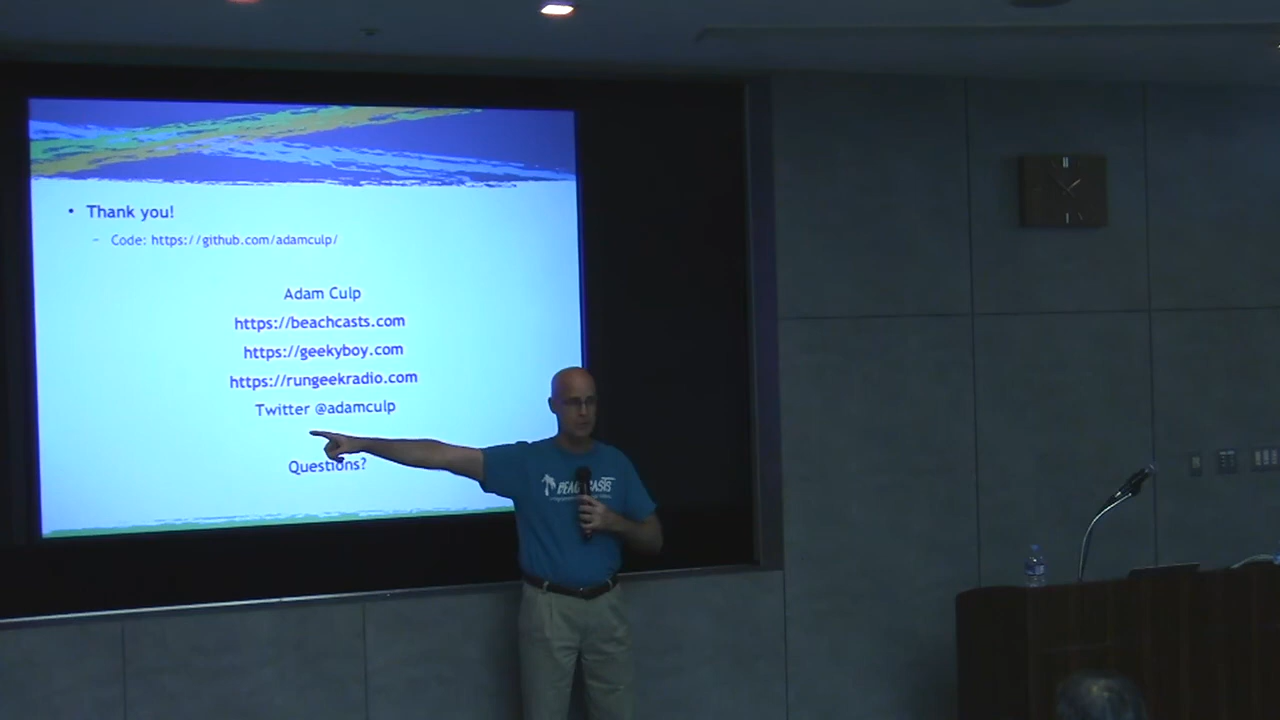 • Thank you!
– Code: https://github.com/adamculp/
Adam Culp
https://beachcasts.com
https://geekyboy.com
https://rungeekradio.com
Twitter @adamculp
Questions?
BEACHCASTS